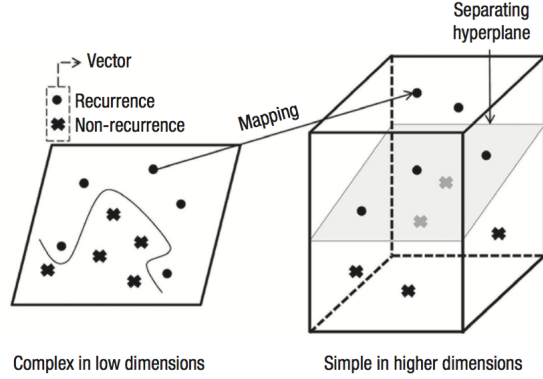 Separating
hyperplane
Vector
Recurrence
Non-recurrence
Mapping
Complex in low dimensions
Simple in higher dimensions